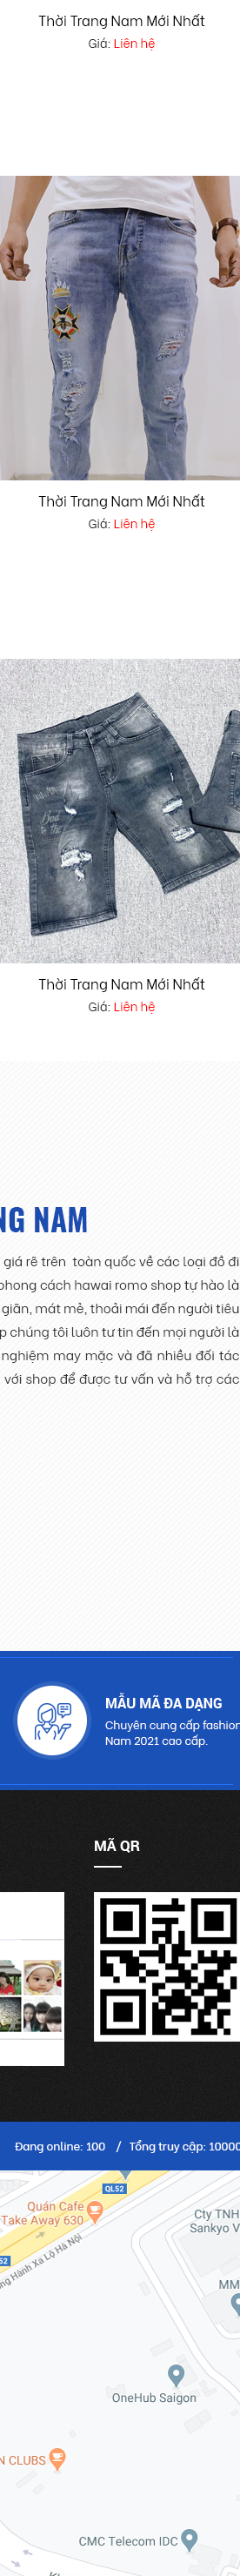 Thời Trang Nam Mới Nhất
Giá: Liên hệ
Thời Trang Nam Mới Nhất
Giá: Liên hệ
Thời Trang Nam Mới Nhất
Giá: Liên hệ
NG NAM
giá rẽ trên toàn quốc về các loại đồ đi
phong cách hawai romo shop tự hào là
giãn, mát mẻ, thoải mái đến người tiêu
p chúng tôi luôn tư tin đến mọi người là
nghiệm may mặc và đã nhiều đối tác
với shop để được tư vấn và hỗ trợ các
MẪU MÃ ĐA DẠNG
Chuyên cung cấp fashion
Nam 2021 cao cấp.
MÃ QR
Đang online: 100 / Tổng truy cập: 10000
QL52
Quán Cafe
Take Away 630
52
ng Hành Xa Lộ Hà Nội
Cty TNH
Sankyo V
MM
OneHub Saigon
N CLUBS
CMC Telecom IDC